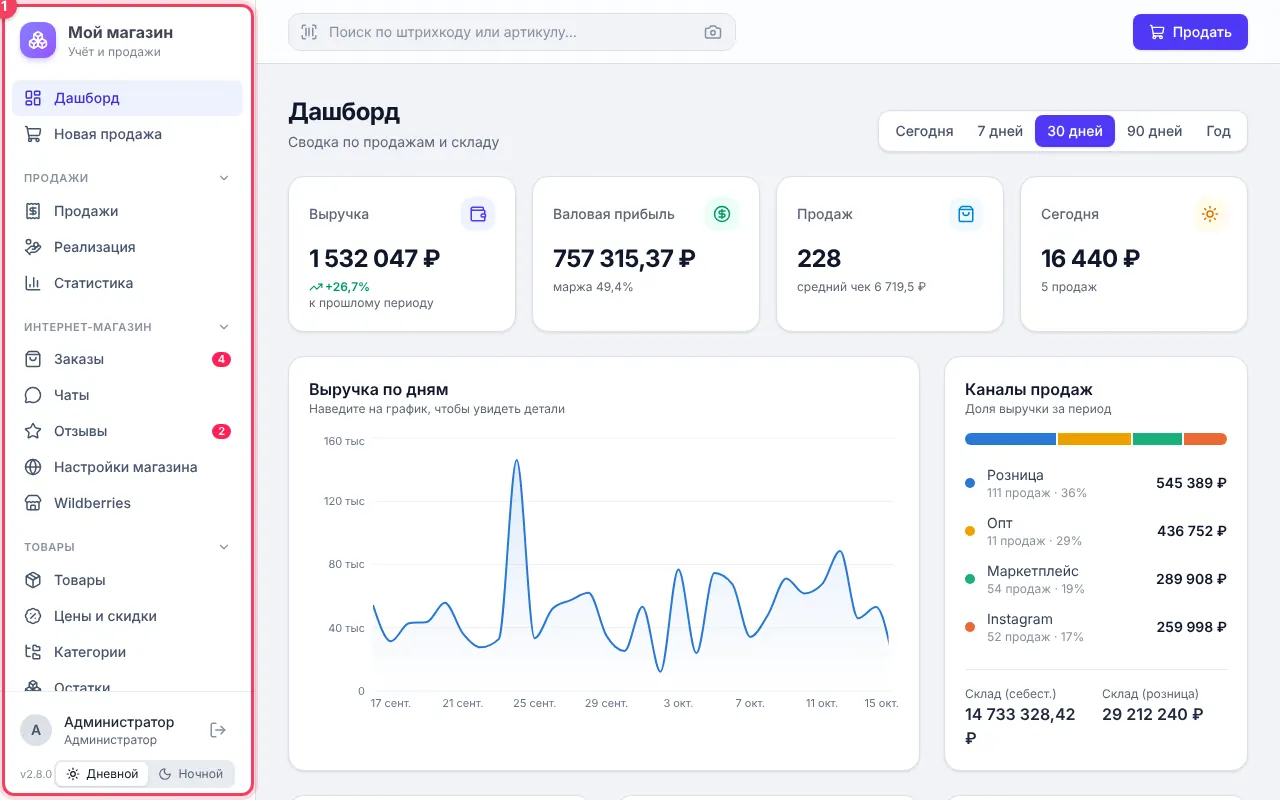 1
Мой магазин
Учёт и продажи
Дашборд
Новая продажа
ПРОДАЖИ
Продажи
Реализация
Статистика
ИНТЕРНЕТ-МАГАЗИН
Заказы 4
Чаты
Отзывы 2
Настройки магазина
Wildberries
ТОВАРЫ
Товары
Цены и скидки
Категории
Остатки
А Администратор
Администратор
v2.8.0 Дневной Ночной
Поиск по штрихкоду или артикулу...
Продать
Дашборд
Сводка по продажам и складу
Сегодня 7 дней 30 дней 90 дней Год
Выручка
1 532 047 ₽
+26,7%
к прошлому периоду
Валовая прибыль
757 315,37 ₽
маржа 49,4%
Продаж
228
средний чек 6 719,5 ₽
Сегодня
16 440 ₽
5 продаж
Выручка по дням
Наведите на график, чтобы увидеть детали
160 тыс
120 тыс
80 тыс
40 тыс
0
17 сент. 21 сент. 25 сент. 29 сент. 3 окт. 7 окт. 11 окт. 15 окт.
Каналы продаж
Доля выручки за период
Розница 545 389 ₽
111 продаж · 36%
Опт 436 752 ₽
11 продаж · 29%
Маркетплейс 289 908 ₽
54 продаж · 19%
Instagram 259 998 ₽
52 продаж · 17%
Склад (себест.) Склад (розница)
14 733 328,42 29 212 240 ₽
₽